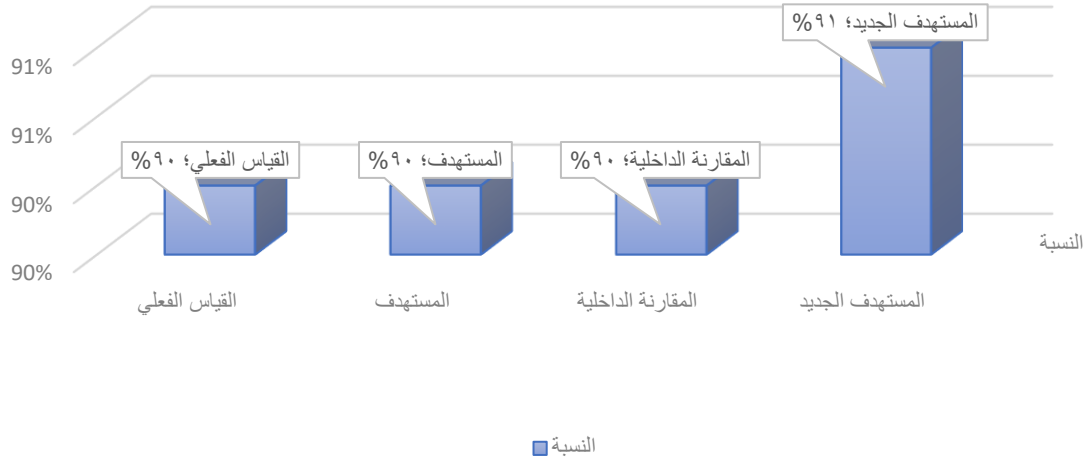 المستهدف الجديد؛ ٩١%
91%
91%
القياس الفعلي؛ ٩٠%
المستهدف؛ ٩٠%
المقارنة الداخلية؛ ٩٠%
90%
90%
النسبة
القياس الفعلي
المستهدف
المقارنة الداخلية
المستهدف الجديد
النسبة